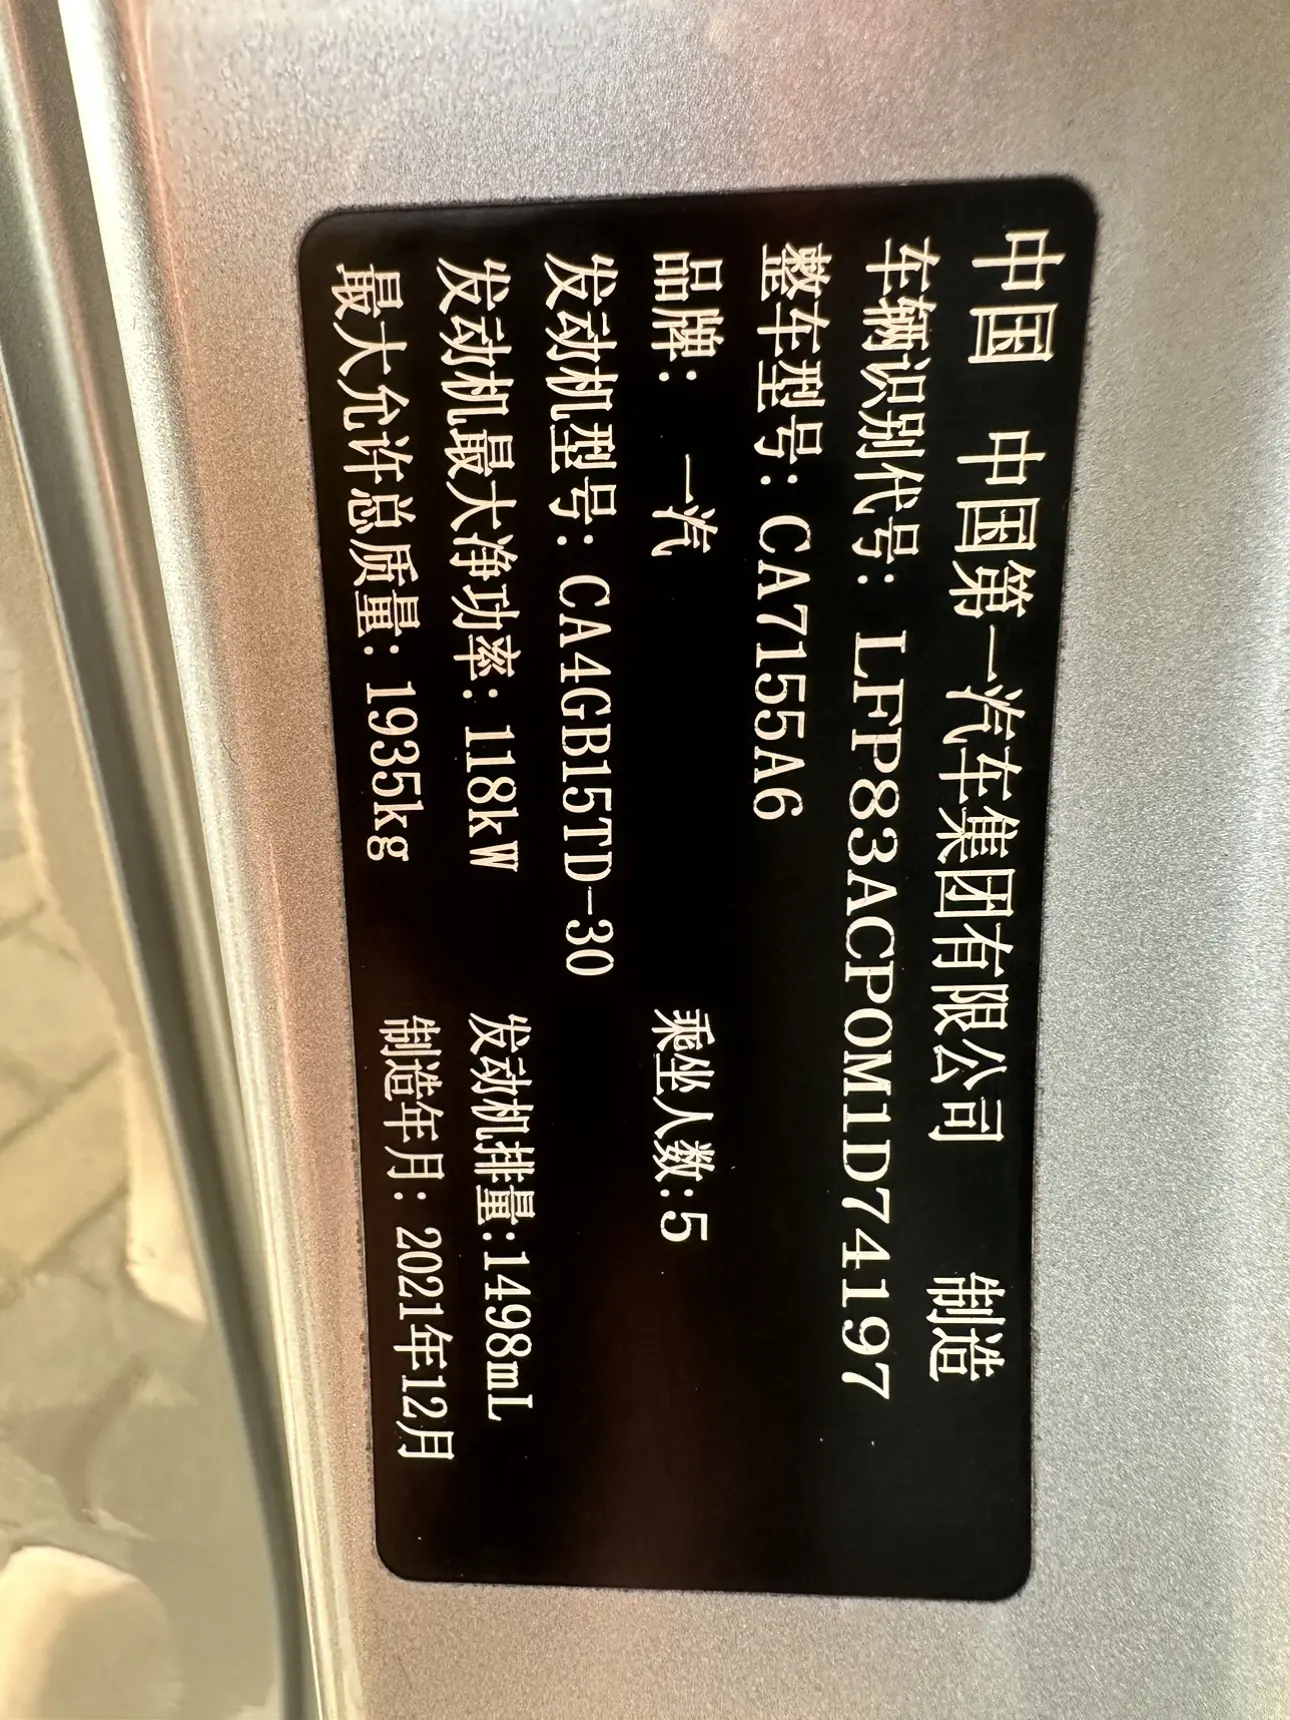 中国 中国第一汽车集团有限公司 制造
车辆识别代号: LFP83ACP0M1D74197
整车型号: CA7155A6
品牌: 一汽 乘坐人数:5
发动机型号: CA4GB15TD-30
发动机最大净功率: 118kW 发动机排量:1498mL
最大允许总质量: 1935kg 制造年月: 2021年12月